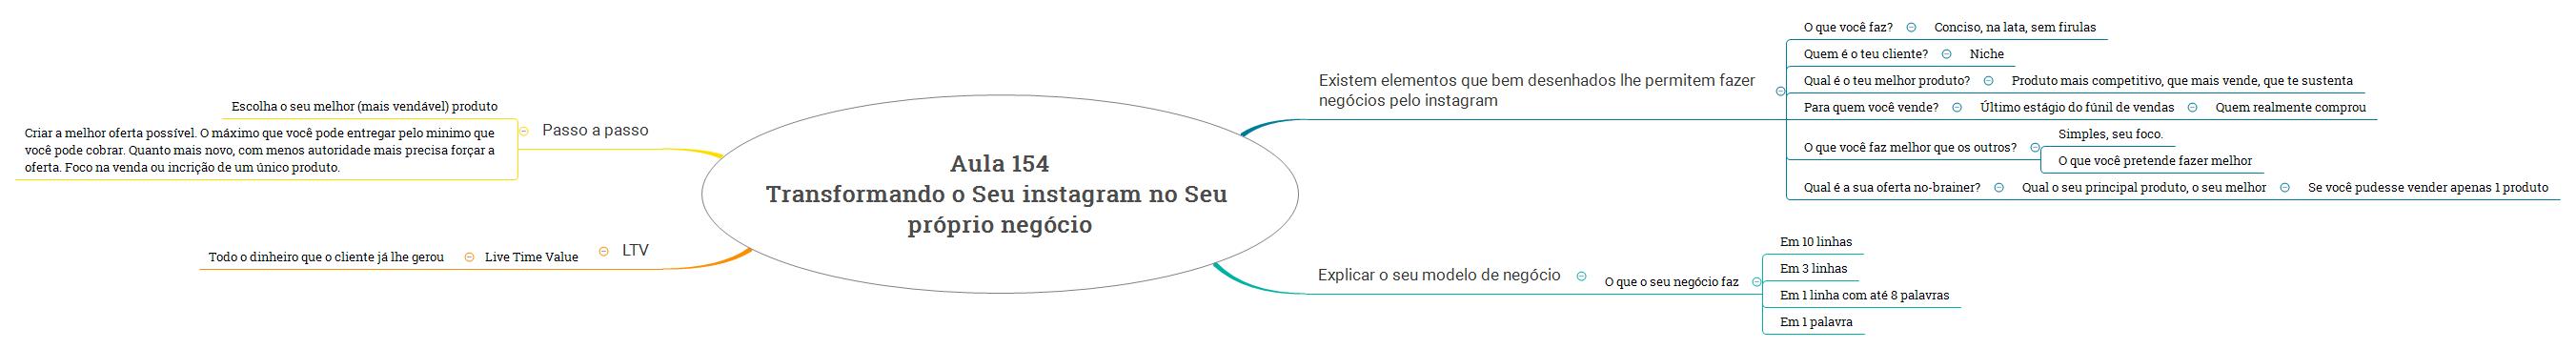 Aula 154
Transformando o Seu instagram no Seu
próprio negócio
Existem elementos que bem desenhados lhe permitem fazer
negócios pelo instagram
O que você faz? Conciso, na lata, sem firulas
Quem é o teu cliente? Niche
Qual é o teu melhor produto? Produto mais competitivo, que mais vende, que te sustenta
Para quem você vende? Último estágio do fúnil de vendas Quem realmente comprou
O que você faz melhor que os outros?
Simples, seu foco.
O que você pretende fazer melhor
Qual é a sua oferta no-brainer? Qual o seu principal produto, o seu melhor Se você pudesse vender apenas 1 produto
Explicar o seu modelo de negócio
O que o seu negócio faz
Em 10 linhas
Em 3 linhas
Em 1 linha com até 8 palavras
Em 1 palavra
Passo a passo
Escolha o seu melhor (mais vendável) produto
Criar a melhor oferta possível. O máximo que você pode entregar pelo minimo que
você pode cobrar. Quanto mais novo, com menos autoridade mais precisa forçar a
oferta. Foco na venda ou incrição de um único produto.
LTV
Live Time Value
Todo o dinheiro que o cliente já lhe gerou